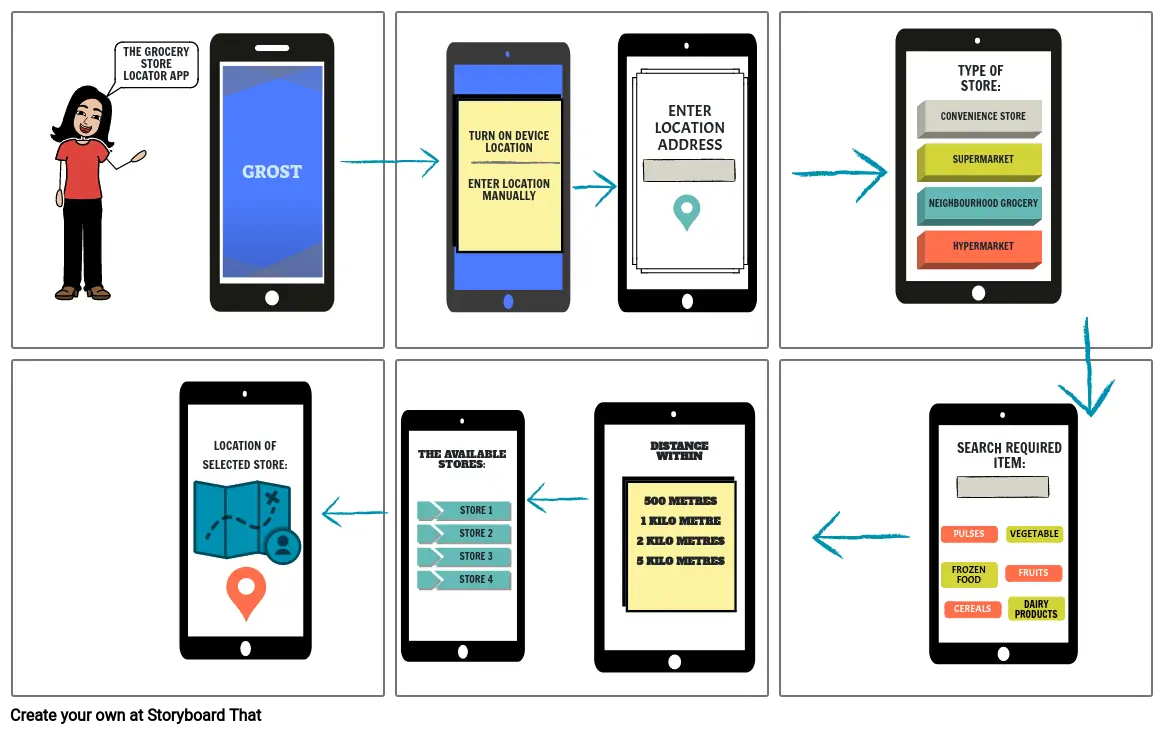 THE GROCERY
STORE
LOCATOR APP
GROST
TURN ON DEVICE
LOCATION
ENTER LOCATION
MANUALLY
ENTER
LOCATION
ADDRESS
TYPE OF
STORE:
CONVENIENCE STORE
SUPERMARKET
NEIGHBOURHOOD GROCERY
HYPERMARKET
SEARCH REQUIRED
ITEM:
PULSES
VEGETABLE
FROZEN
FOOD
FRUITS
CEREALS
DAIRY
PRODUCTS
DISTANCE
WITHIN
500 METRES
1 KILO METRE
2 KILO METRES
5 KILO METRES
THE AVAILABLE
STORES:
STORE 1
STORE 2
STORE 3
STORE 4
LOCATION OF
SELECTED STORE:
Create your own at Storyboard That